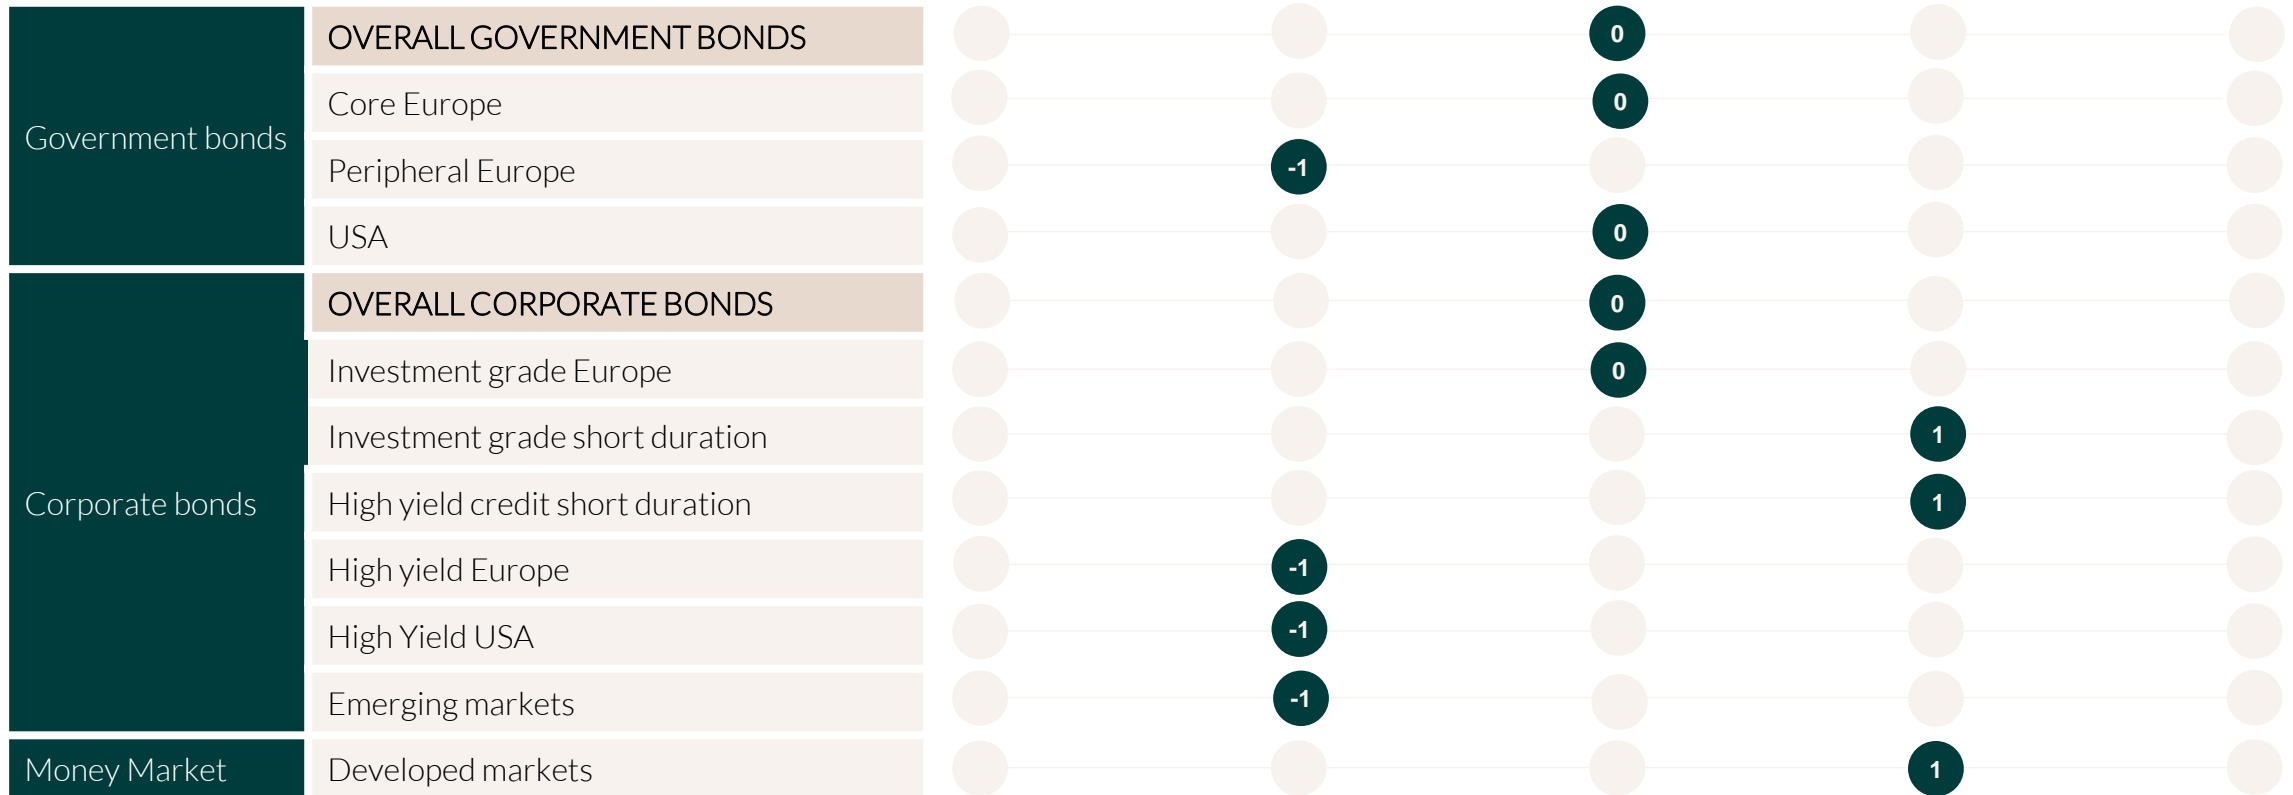 Government bonds
OVERALL GOVERNMENT BONDS
0
Core Europe
0
Peripheral Europe
-1
USA
0
Corporate bonds
OVERALL CORPORATE BONDS
0
Investment grade Europe
0
Investment grade short duration
1
High yield credit short duration
1
High yield Europe
-1
High Yield USA
-1
Emerging markets
-1
Money Market
Developed markets
1